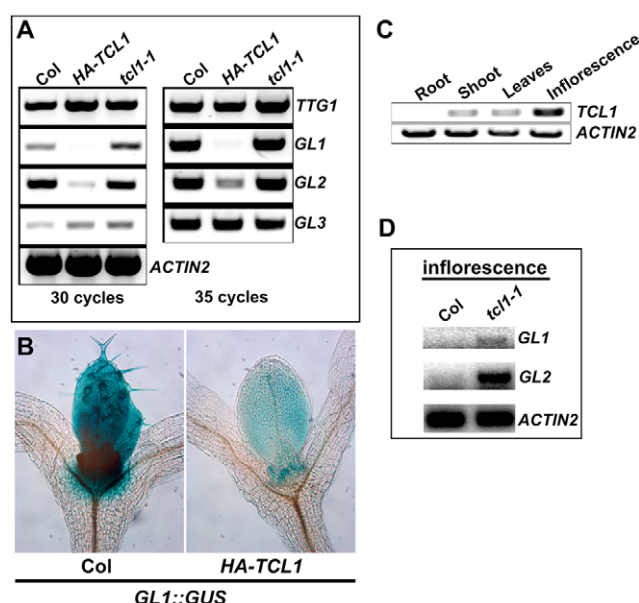 A
Col HA-TCL1 tcl1-1 Col HA-TCL1 tcl1-1
TTG1
GL1
GL2
GL3
ACTIN2
30 cycles 35 cycles
B
Col HA-TCL1
GL1::GUS
C
Root Shoot Leaves Inflorescence
TCL1
ACTIN2
D
inflorescence
Col tcl1-1
GL1
GL2
ACTIN2